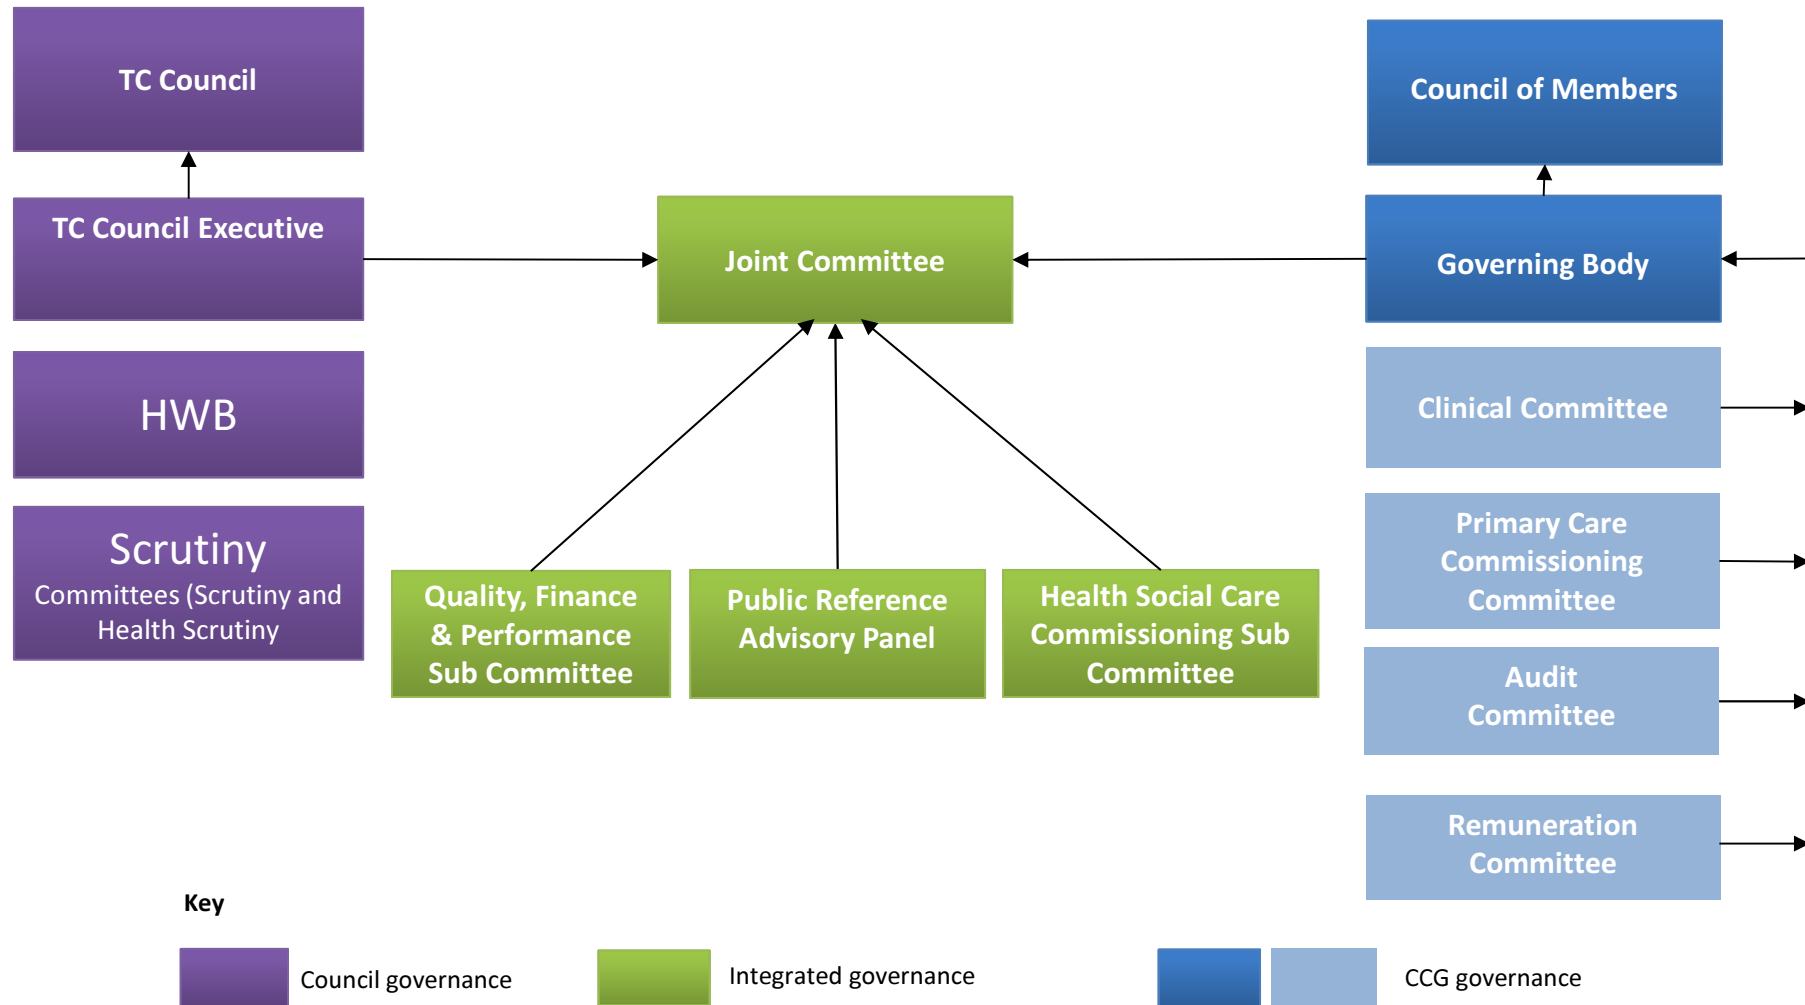 TC Council
TC Council Executive
HWB
Scrutiny
Committees (Scrutiny and
Health Scrutiny
Joint Committee
Quality, Finance
& Performance
Sub Committee
Public Reference
Advisory Panel
Health Social Care
Commissioning Sub
Committee
Council of Members
Governing Body
Clinical Committee
Primary Care
Commissioning
Committee
Audit
Committee
Remuneration
Committee
Key
Council governance
Integrated governance
CCG governance